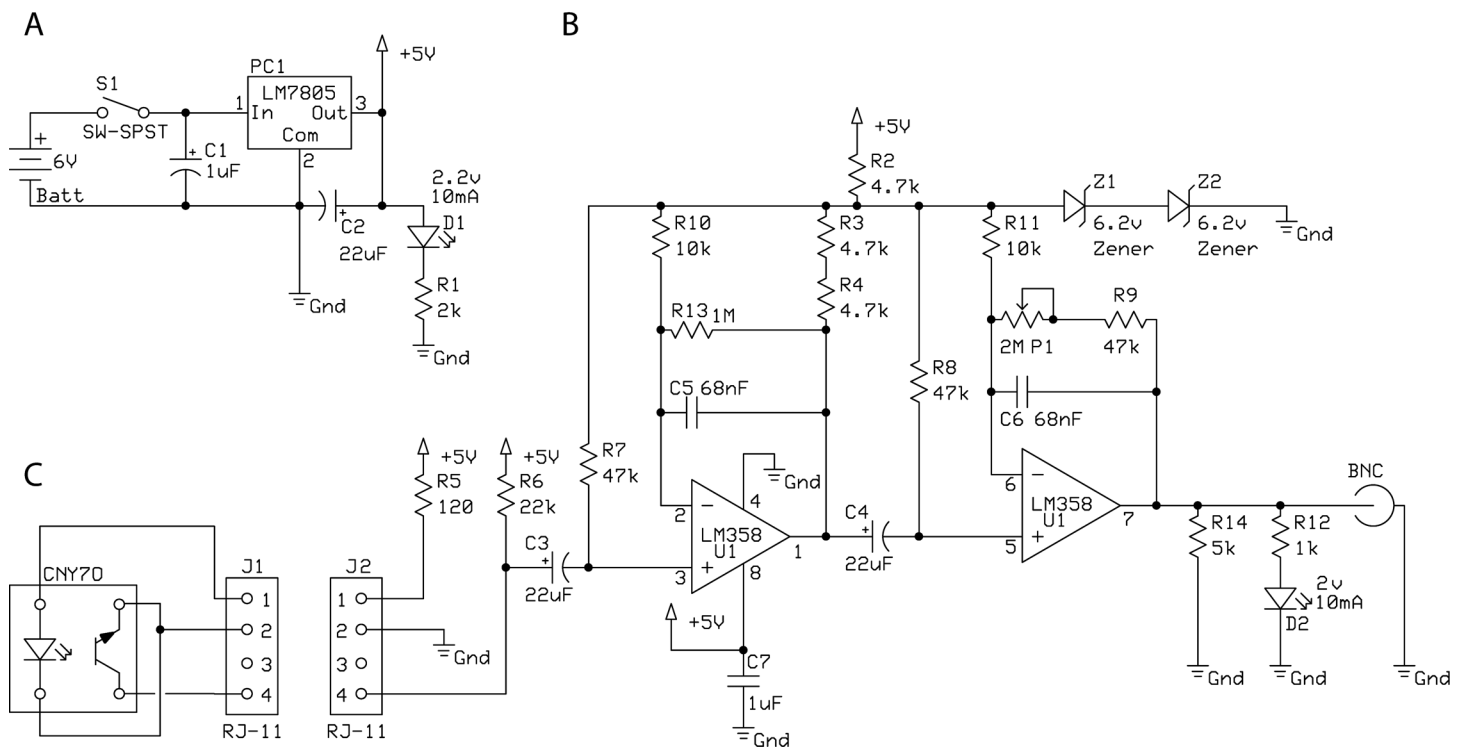 A
+5V
PC1
LM7805
1
In
Out
3
Com
2
S1
SW-SPST
+
6V
Batt
+
C1
1uF
+
C2
22uF
2.2v
10mA
D1
R1
2k
Gnd
Gnd
B
+5V
R2
4.7k
R10
10k
R3
4.7k
R4
4.7k
R11
10k
Z1
6.2v
Zener
Z2
6.2v
Zener
Gnd
R13
1M
2M P1
R9
47k
C5
68nF
R8
47k
C6
68nF
R7
47k
4
Gnd
2
−
LM358
U1
3
+
1
8
+5V
C7
1uF
Gnd
C4
+
22uF
6
−
LM358
U1
5
+
7
BNC
R14
5k
R12
1k
2v
10mA
D2
Gnd
Gnd
Gnd
C
+5V
R5
120
+5V
R6
22k
C3
+
22uF
CNY70
J1
1
2
3
4
RJ-11
J2
1
2
3
4
RJ-11
Gnd